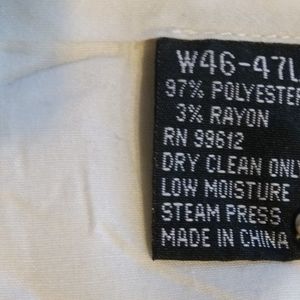 W46-47L
97% POLYESTER
3% RAYON
RN 99612
DRY CLEAN ONLY
LOW MOISTURE
STEAM PRESS
MADE IN CHINA